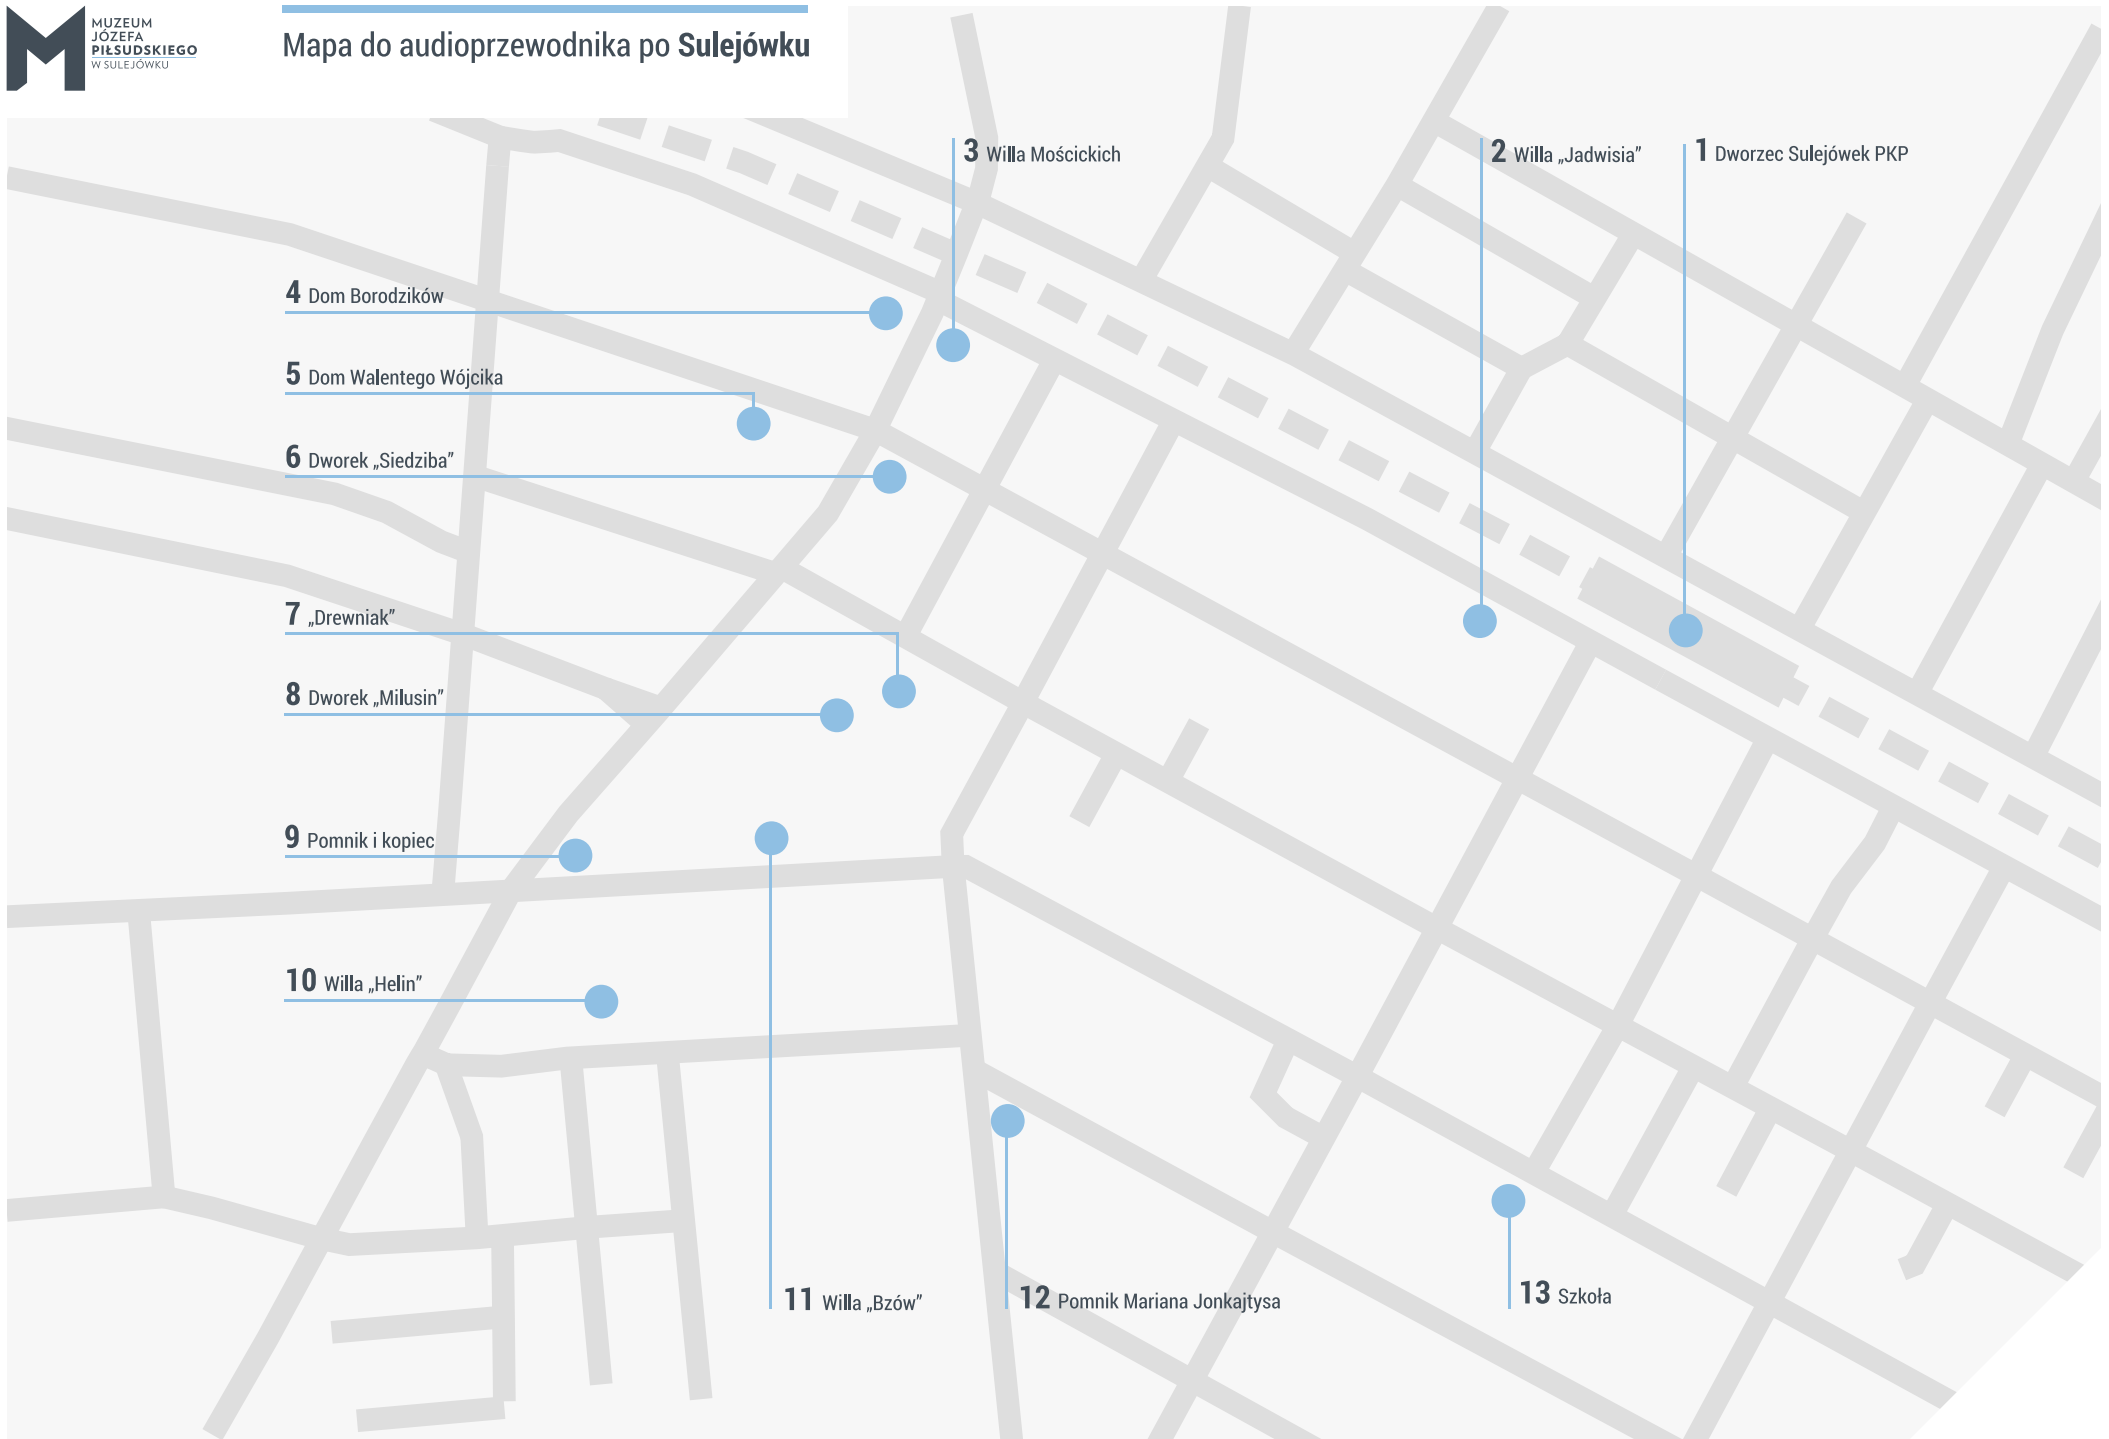 MUZEUM
JÓZEFA
PIŁSUDSKIEGO
W SULEJÓWKU
Mapa do audioprzewodnika po Sulejówku
3 Willa Mościckich
2 Willa „Jadwisia”
1 Dworzec Sulejówek PKP
4 Dom Borodzików
5 Dom Walentego Wójcika
6 Dworek „Siedziba”
7 „Drewniak”
8 Dworek „Milusin”
9 Pomnik i kopiec
10 Willa „Helin”
11 Willa „Bzów”
12 Pomnik Mariana Jonkajtysa
13 Szkoła